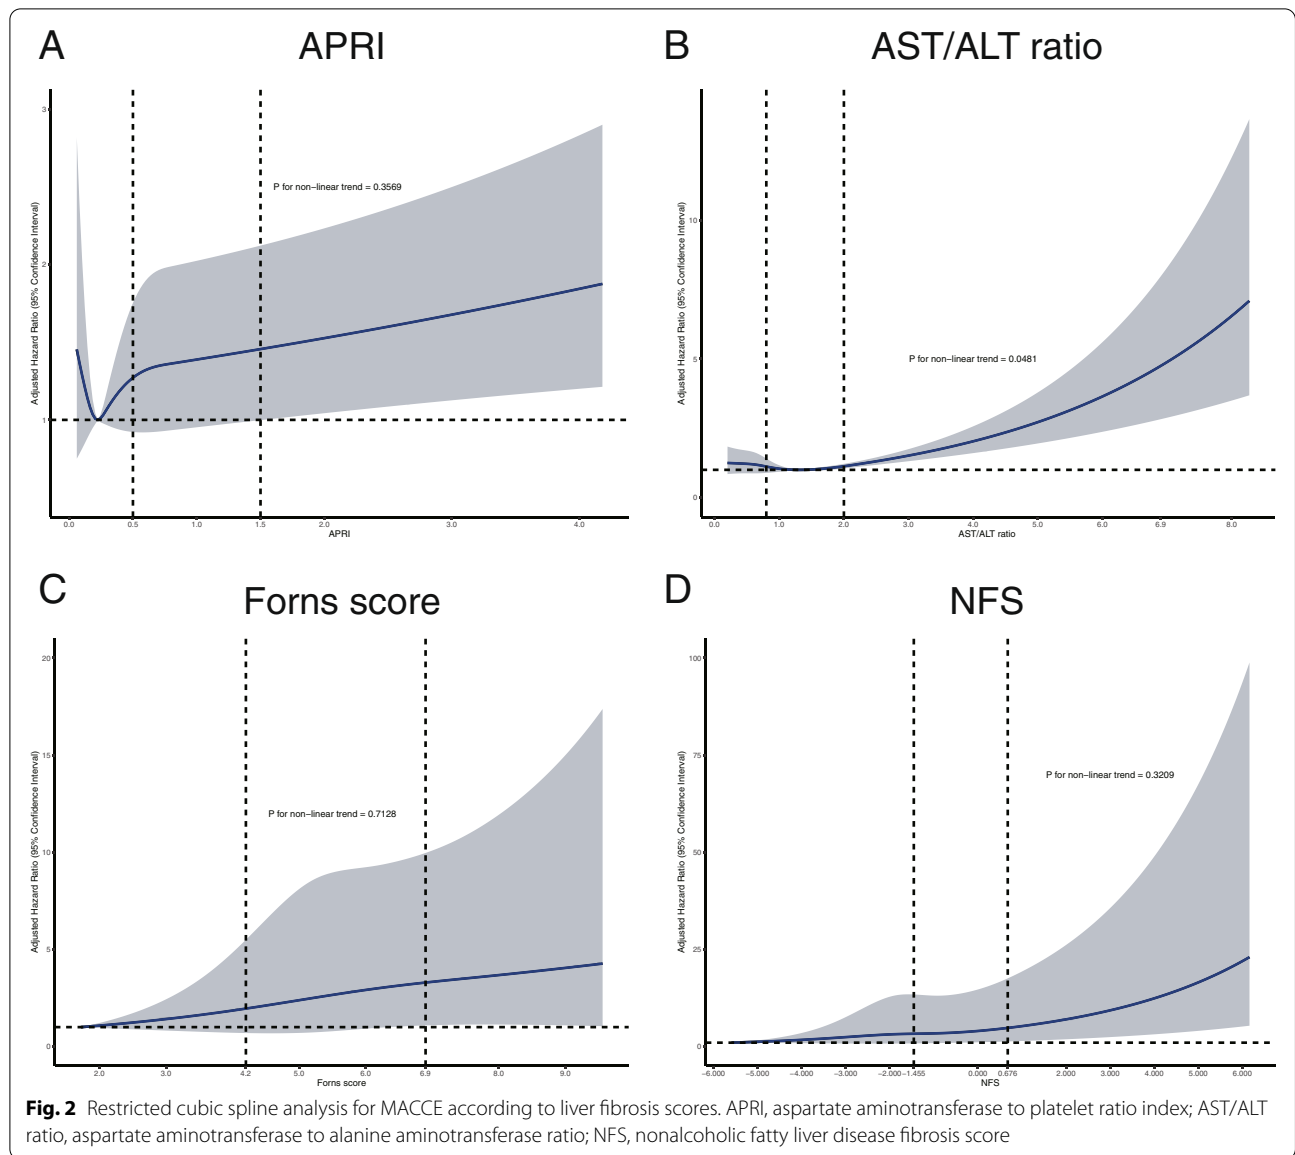 A
APRI
Adjusted Hazard Ratio (95% Confidence Interval)
3
2
1
P for non−linear trend = 0.3569
0.0 0.5 1.0 1.5 2.0 3.0 4.0
APRI
B
AST/ALT ratio
Adjusted Hazard Ratio (95% Confidence Interval)
10
5
0
P for non−linear trend = 0.0481
0.0 1.0 2.0 3.0 4.0 5.0 6.0 6.9 8.0
AST/ALT ratio
C
Forns score
Adjusted Hazard Ratio (95% Confidence Interval)
20
15
10
5
0
P for non−linear trend = 0.7128
2.0 3.0 4.2 5.0 6.0 6.9 8.0 9.0
Forns score
D
NFS
Adjusted Hazard Ratio (95% Confidence Interval)
100
75
50
25
0
P for non−linear trend = 0.3209
−6.000 −5.000 −4.000 −3.000 −2.000 −1.455 0.000 0.676 2.000 3.000 4.000 5.000 6.000
NFS
Fig. 2 Restricted cubic spline analysis for MACCE according to liver fibrosis scores. APRI, aspartate aminotransferase to platelet ratio index; AST/ALT
ratio, aspartate aminotransferase to alanine aminotransferase ratio; NFS, nonalcoholic fatty liver disease fibrosis score